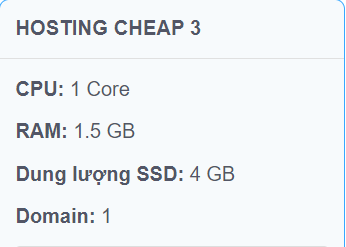 HOSTING CHEAP 3
CPU: 1 Core
RAM: 1.5 GB
Dung lượng SSD: 4 GB
Domain: 1